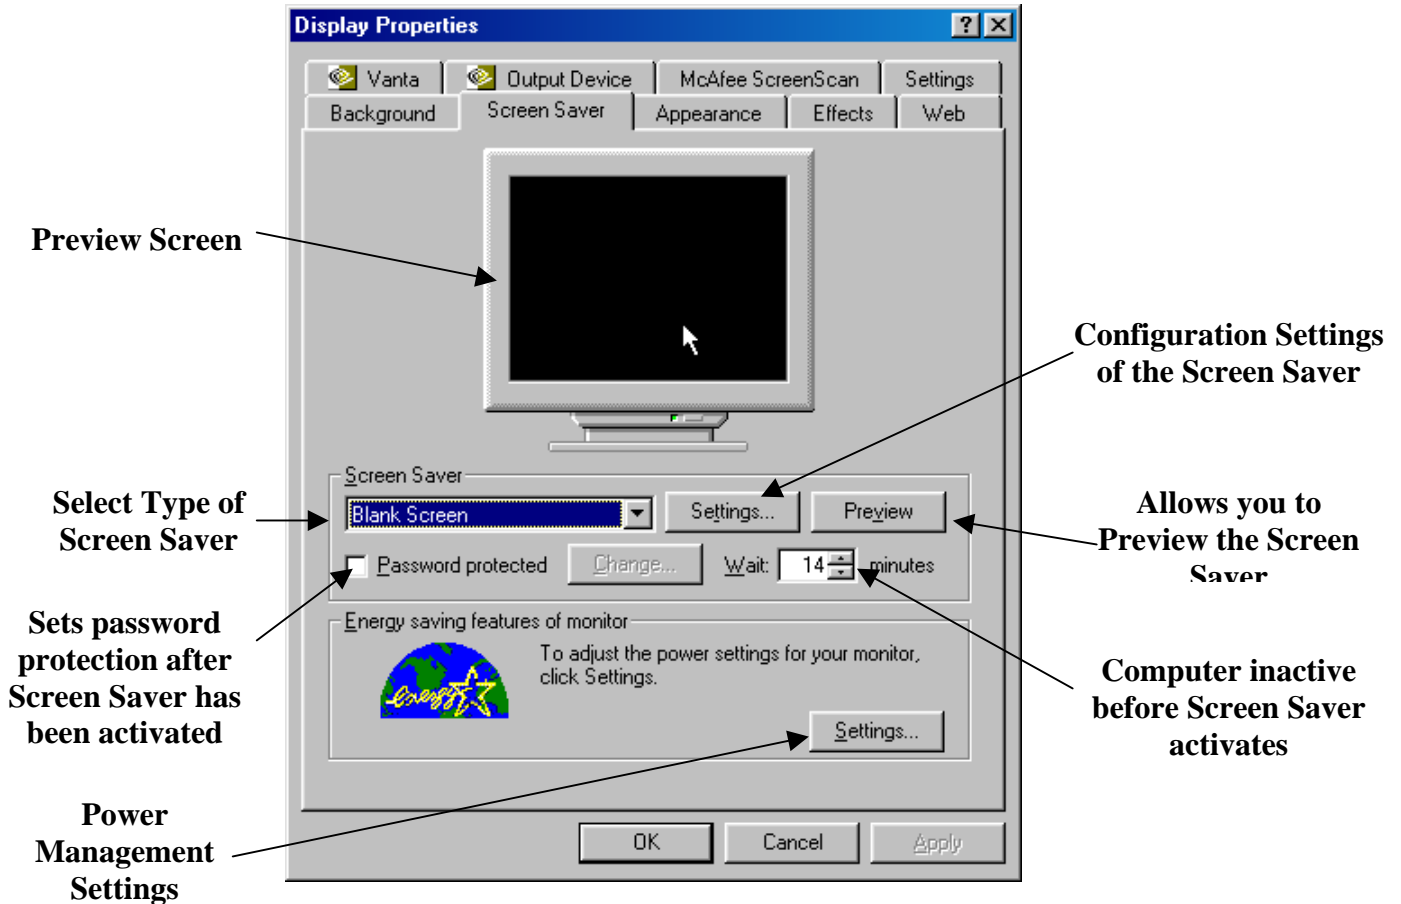 Display Properties
Vanta
Output Device
McAfee ScreenScan
Settings
Background
Screen Saver
Appearance
Effects
Web
Preview Screen
Configuration Settings
of the Screen Saver
Screen Saver
Select Type of
Screen Saver
Blank Screen
Settings...
Preview
Allows you to
Preview the Screen
Saver
Password protected
Change...
Wait:
14
minutes
Sets password
protection after
Screen Saver has
been activated
Energy saving features of monitor
energy
To adjust the power settings for your monitor,
click Settings.
Settings...
Computer inactive
before Screen Saver
activates
Power
Management
Settings
OK
Cancel
Apply